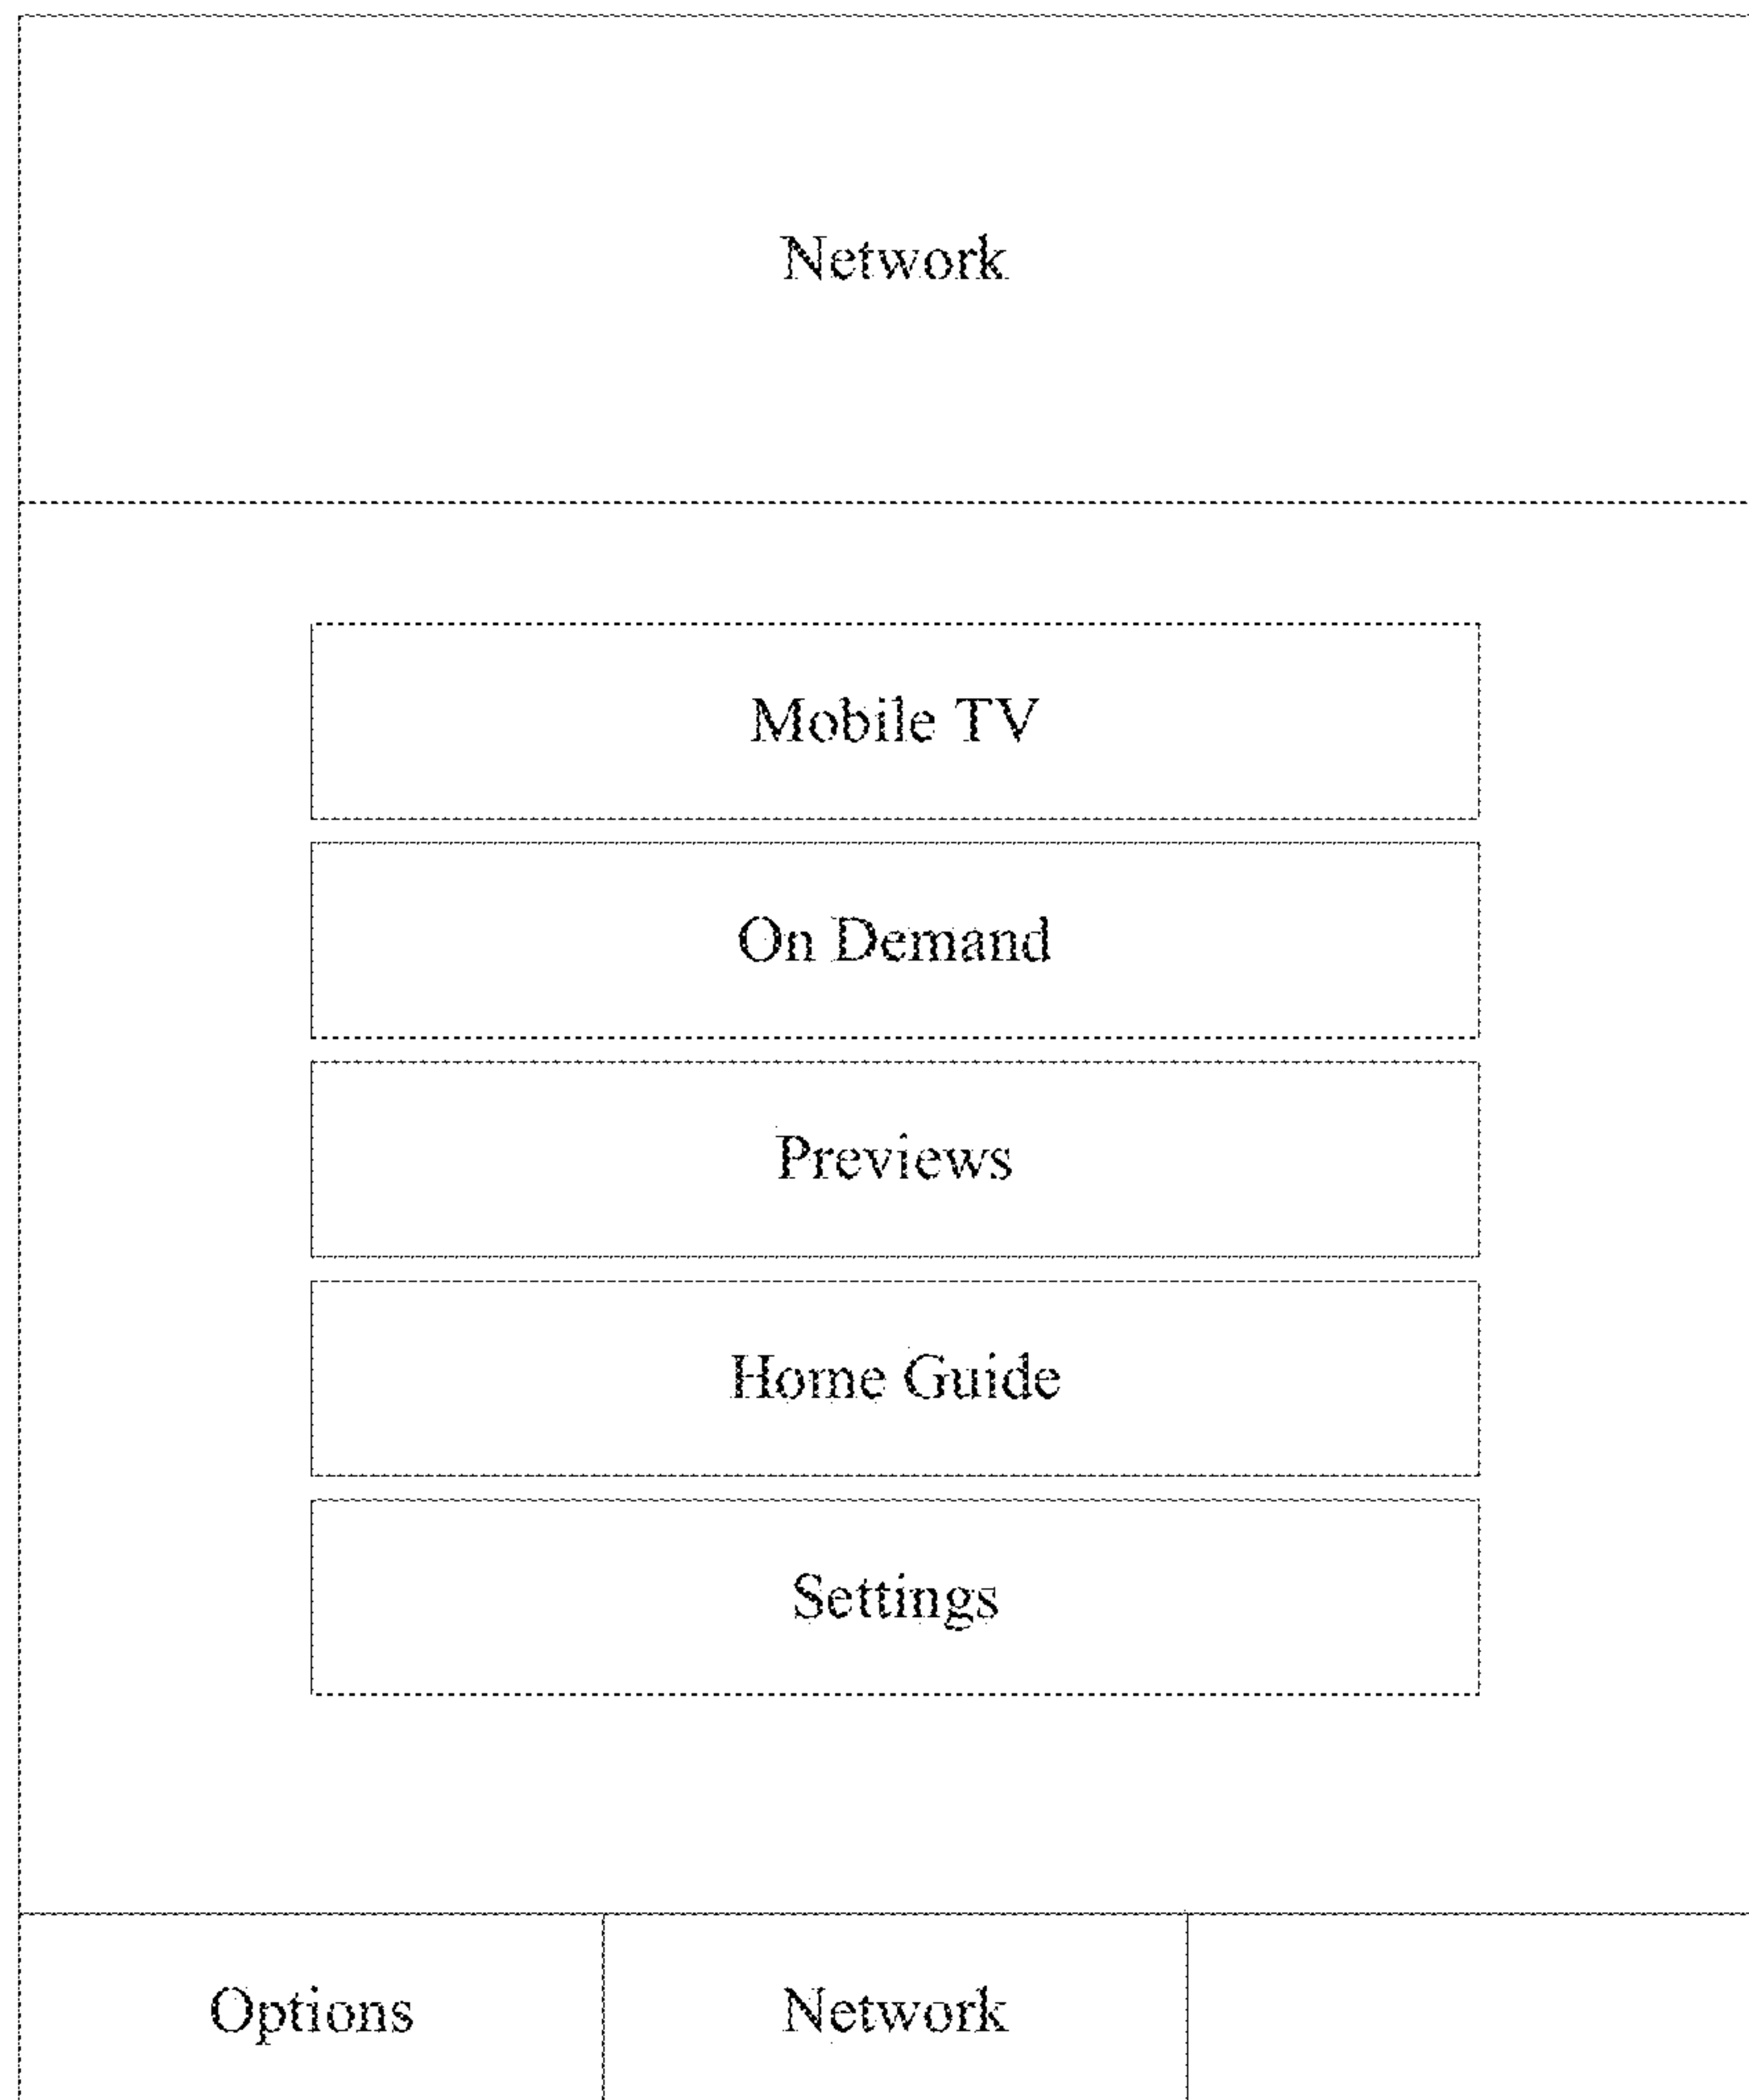 Network
Mobile TV
On Demand
Previews
Home Guide
Settings
Options
Network